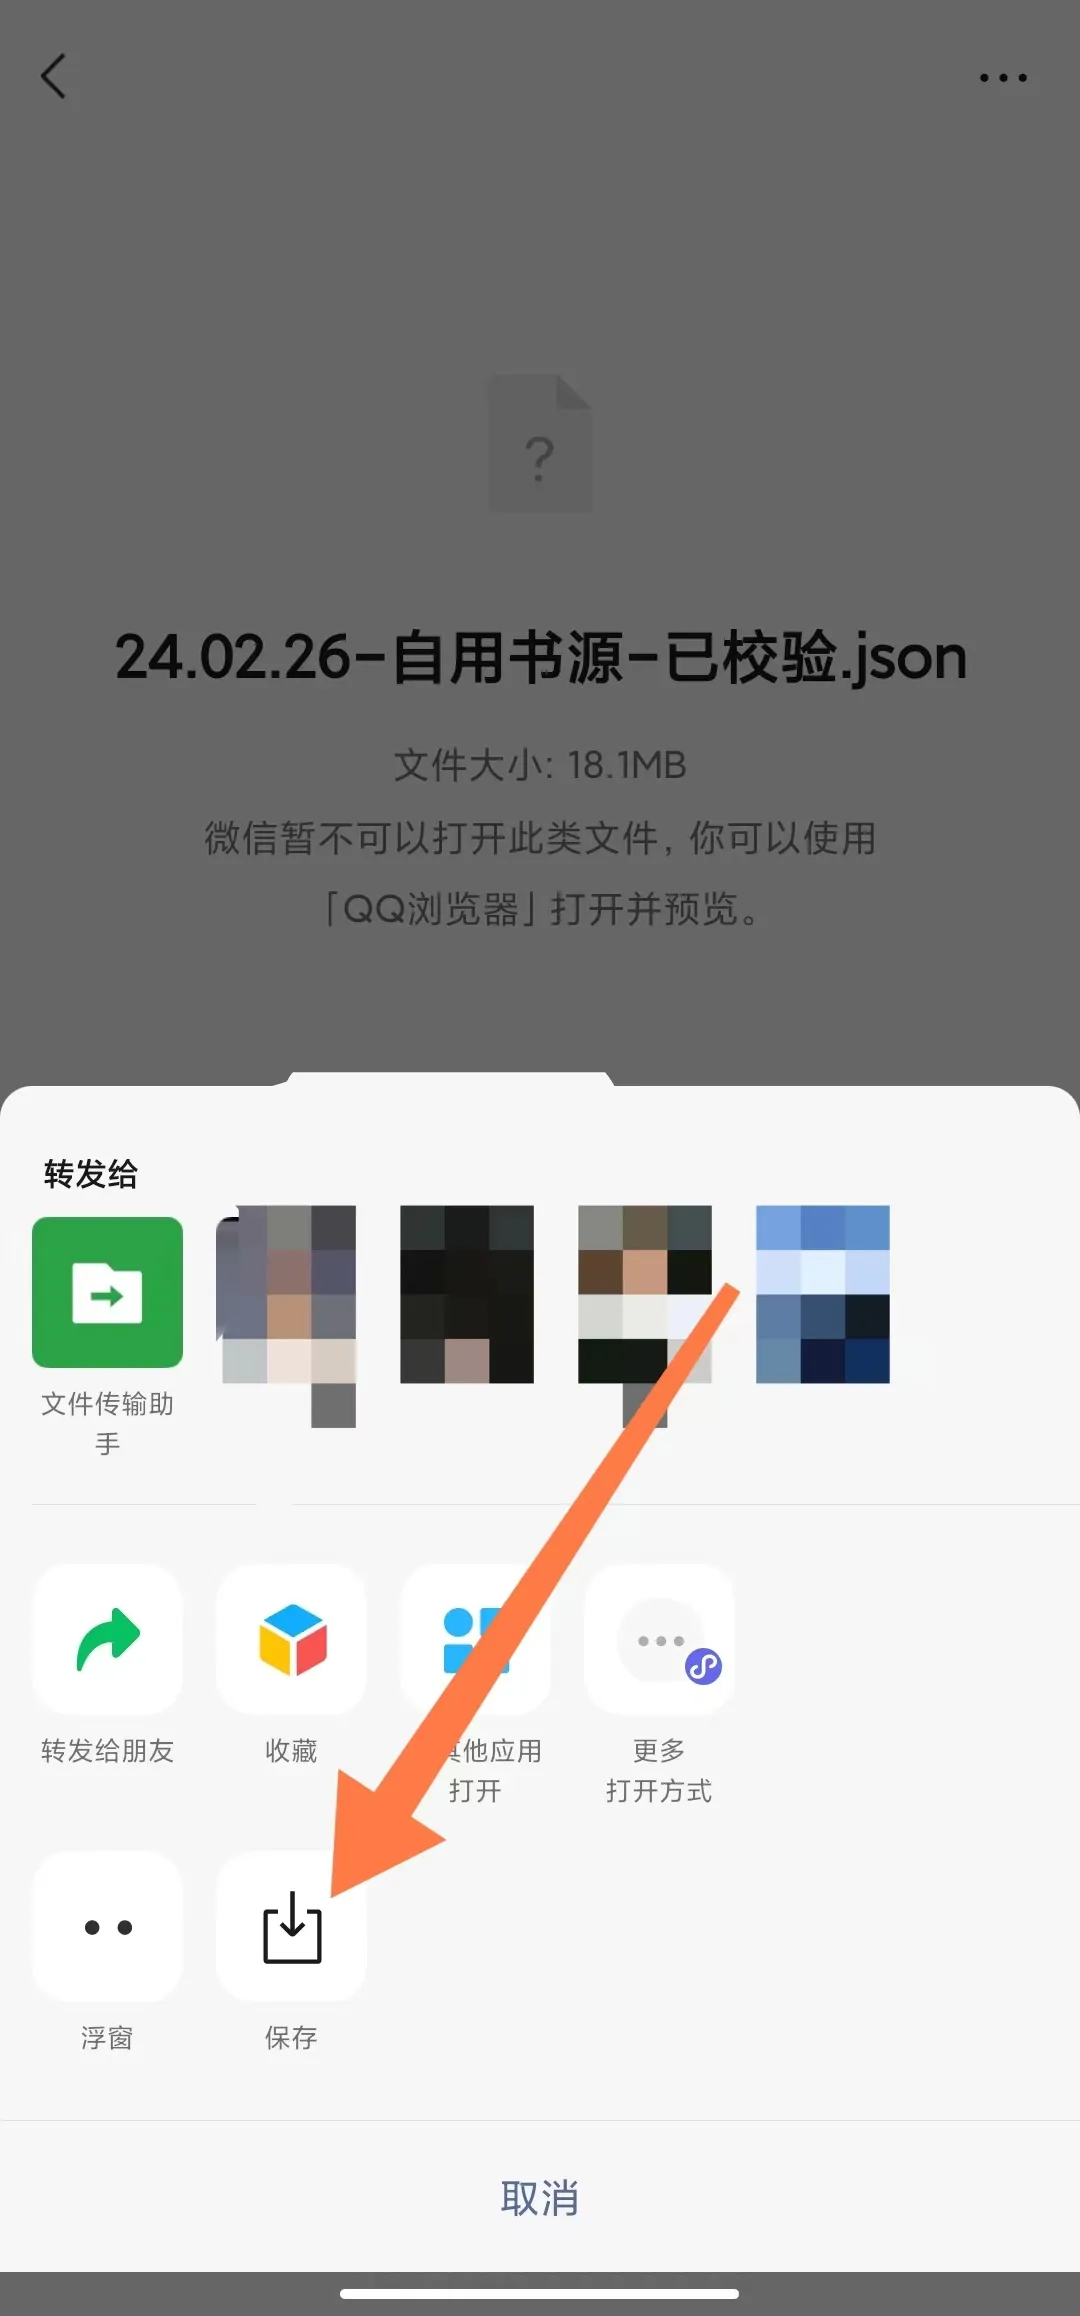 24.02.26-自用书源-已校验.json
文件大小: 18.1MB
微信暂不可以打开此类文件，你可以使用
「QQ浏览器」打开并预览。
转发给
文件传输助
手
转发给朋友
收藏
他应用
打开
更多
打开方式
浮窗
保存
取消